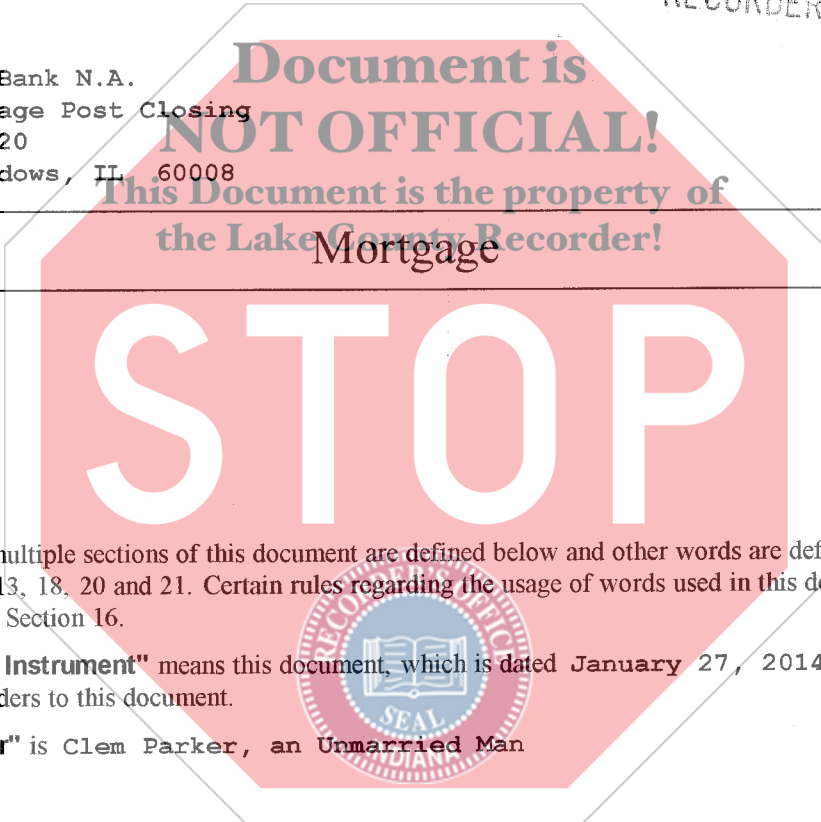 RECORDER
Document is
Bank N.A.
age Post Closing
NOT OFFICIAL!
20
dows, IL 60008
This Document is the property of
the Lake County Recorder!
Mortgage
STOP
multiple sections of this document are defined below and other words are def
13, 18, 20 and 21. Certain rules regarding the usage of words used in this do
Section 16.
Instrument" means this document, which is dated January 27, 2014
ders to this document.
r" is Clem Parker, an Unmarried Man
RECORDER'S OFFICE
SEAL
INDIANA